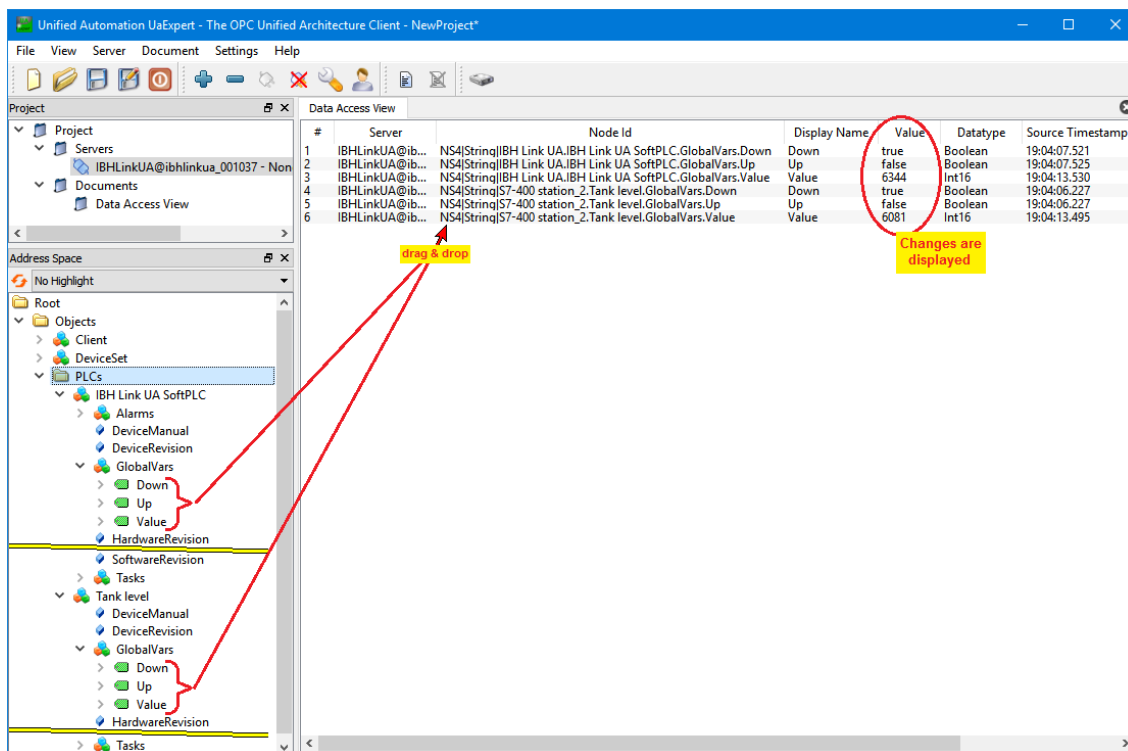 Unified Automation UaExpert - The OPC Unified Architecture Client - NewProject*
File View Server Document Settings Help
Project
Project
Servers
IBHLinkUA@ibhlinkua_001037 - Non
Documents
Data Access View
Address Space
No Highlight
Root
Objects
Client
DeviceSet
PLCs
IBH Link UA SoftPLC
Alarms
DeviceManual
DeviceRevision
GlobalVars
Down
Up
Value
HardwareRevision
SoftwareRevision
Tasks
Tank level
DeviceManual
DeviceRevision
GlobalVars
Down
Up
Value
HardwareRevision
Tasks
Data Access View
# Server Node Id Display Name Value Datatype Source Timestamp
1 IBHLinkUA@ib... NS4|String|IBH Link UA.IBH Link UA SoftPLC.GlobalVars.Down Down true Boolean 19:04:07.521
2 IBHLinkUA@ib... NS4|String|IBH Link UA.IBH Link UA SoftPLC.GlobalVars.Up Up false Boolean 19:04:07.525
3 IBHLinkUA@ib... NS4|String|IBH Link UA.IBH Link UA SoftPLC.GlobalVars.Value Value 6344 Int16 19:04:13.530
4 IBHLinkUA@ib... NS4|String|S7-400 station_2.Tank level.GlobalVars.Down Down true Boolean 19:04:06.227
5 IBHLinkUA@ib... NS4|String|S7-400 station_2.Tank level.GlobalVars.Up Up false Boolean 19:04:06.227
6 IBHLinkUA@ib... NS4|String|S7-400 station_2.Tank level.GlobalVars.Value Value 6081 Int16 19:04:13.495
drag & drop
Changes are
displayed